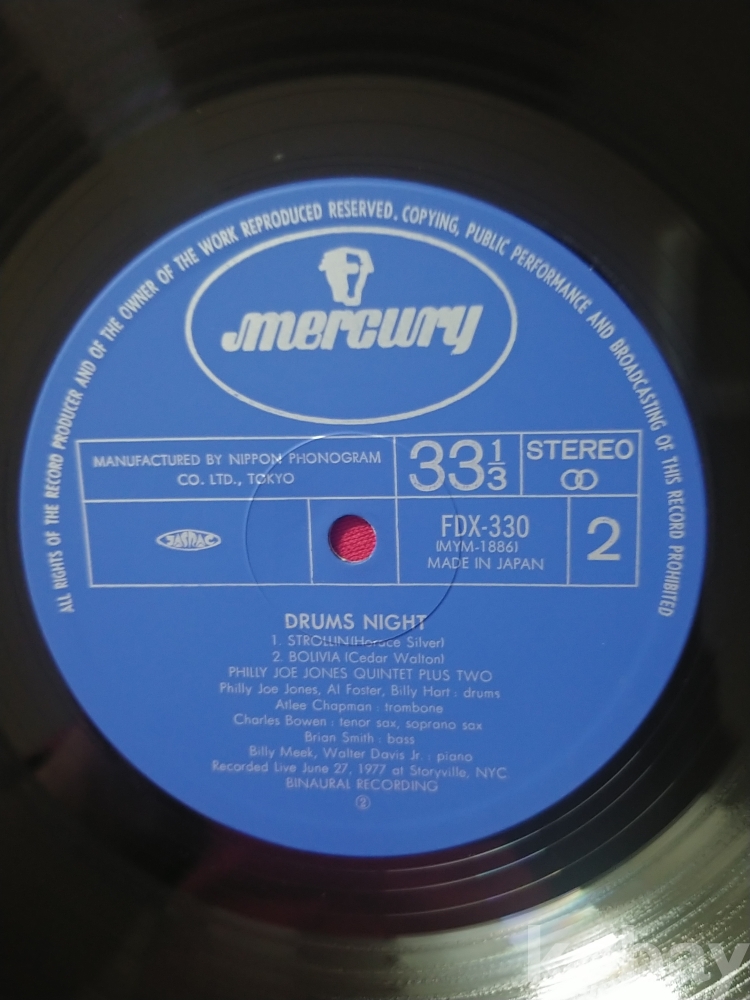 ALL RIGHTS OF THE RECORD PRODUCER AND OF THE OWNER OF THE WORK REPRODUCED RESERVED. COPYING, PUBLIC PERFORMANCE AND BROADCASTING OF THIS RECORD PROHIBITED
mercury
MANUFACTURED BY NIPPON PHONOGRAM
CO. LTD., TOKYO
33 1/3
STEREO
JASRAC
FDX-330
(MYM-1886)
MADE IN JAPAN
2
DRUMS NIGHT
1. STROLLIN(Horace Silver)
2. BOLIVIA (Cedar Walton)
PHILLY JOE JONES QUINTET PLUS TWO
Philly Joe Jones, Al Foster, Billy Hart : drums
Atlee Chapman : trombone
Charles Bowen : tenor sax, soprano sax
Brian Smith : bass
Billy Meek, Walter Davis Jr. : piano
Recorded Live June 27, 1977 at Storyville, NYC
BINAURAL RECORDING
②